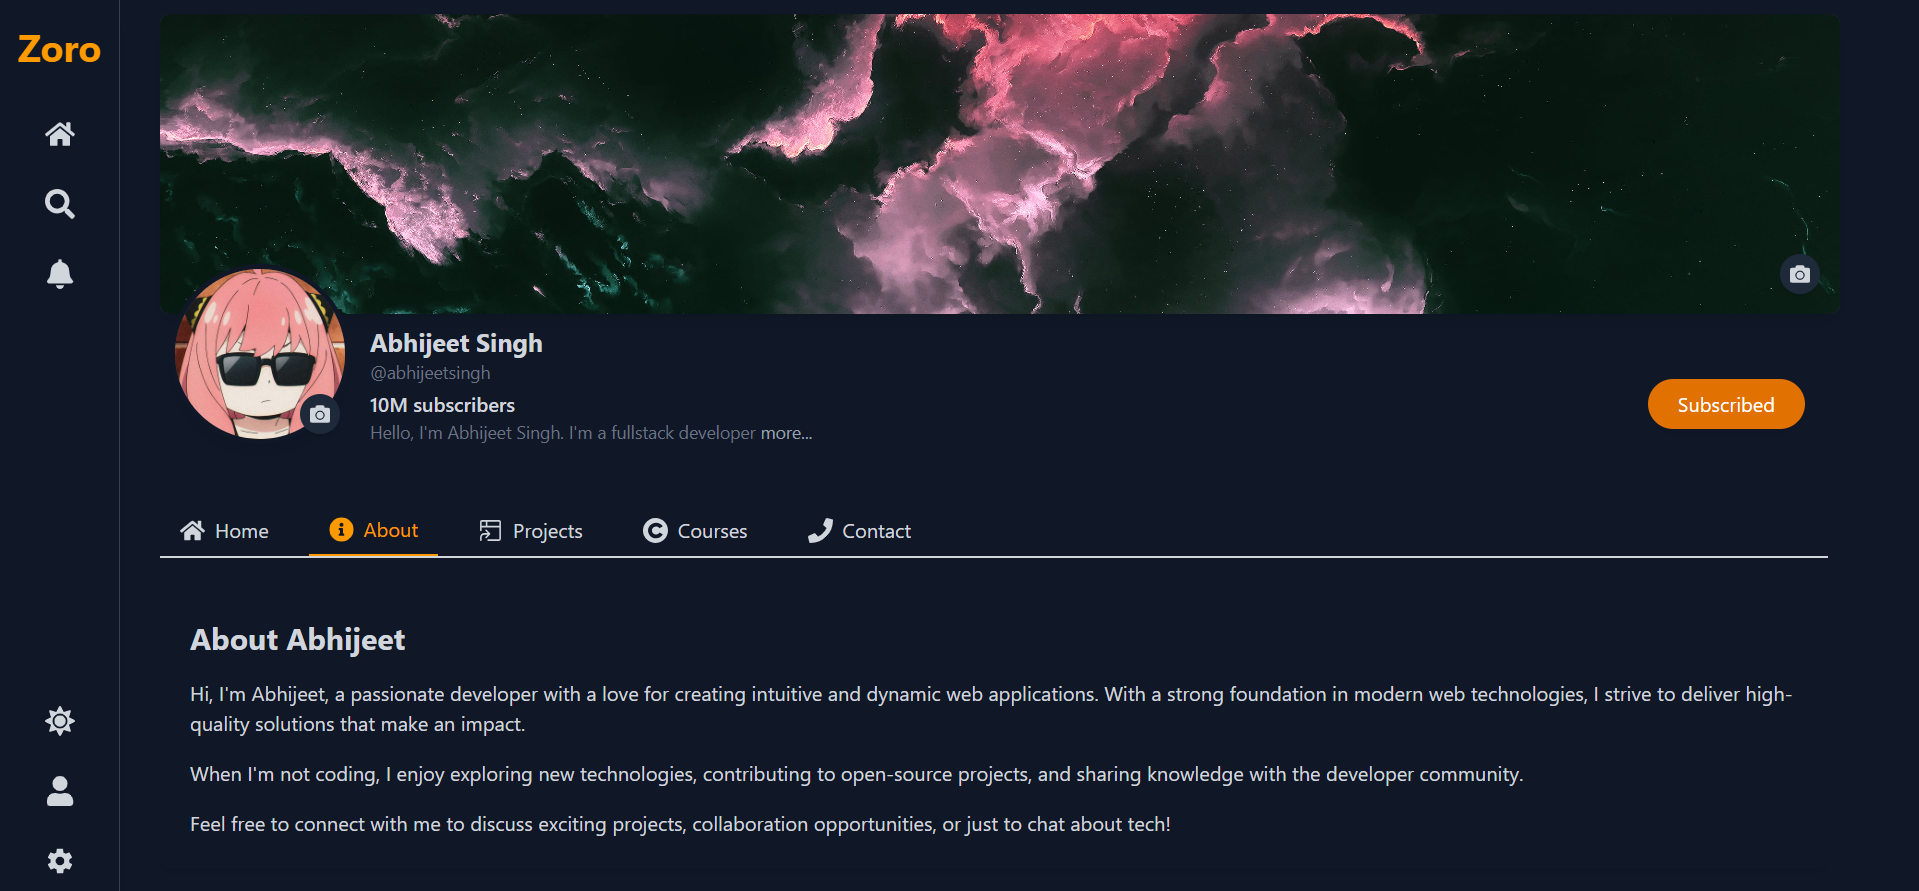 Zoro
Abhijeet Singh
@abhijeetsingh
10M subscribers
Hello, I'm Abhijeet Singh. I'm a fullstack developer more...
Subscribed
Home
About
Projects
Courses
Contact
About Abhijeet
Hi, I'm Abhijeet, a passionate developer with a love for creating intuitive and dynamic web applications. With a strong foundation in modern web technologies, I strive to deliver high-
quality solutions that make an impact.
When I'm not coding, I enjoy exploring new technologies, contributing to open-source projects, and sharing knowledge with the developer community.
Feel free to connect with me to discuss exciting projects, collaboration opportunities, or just to chat about tech!